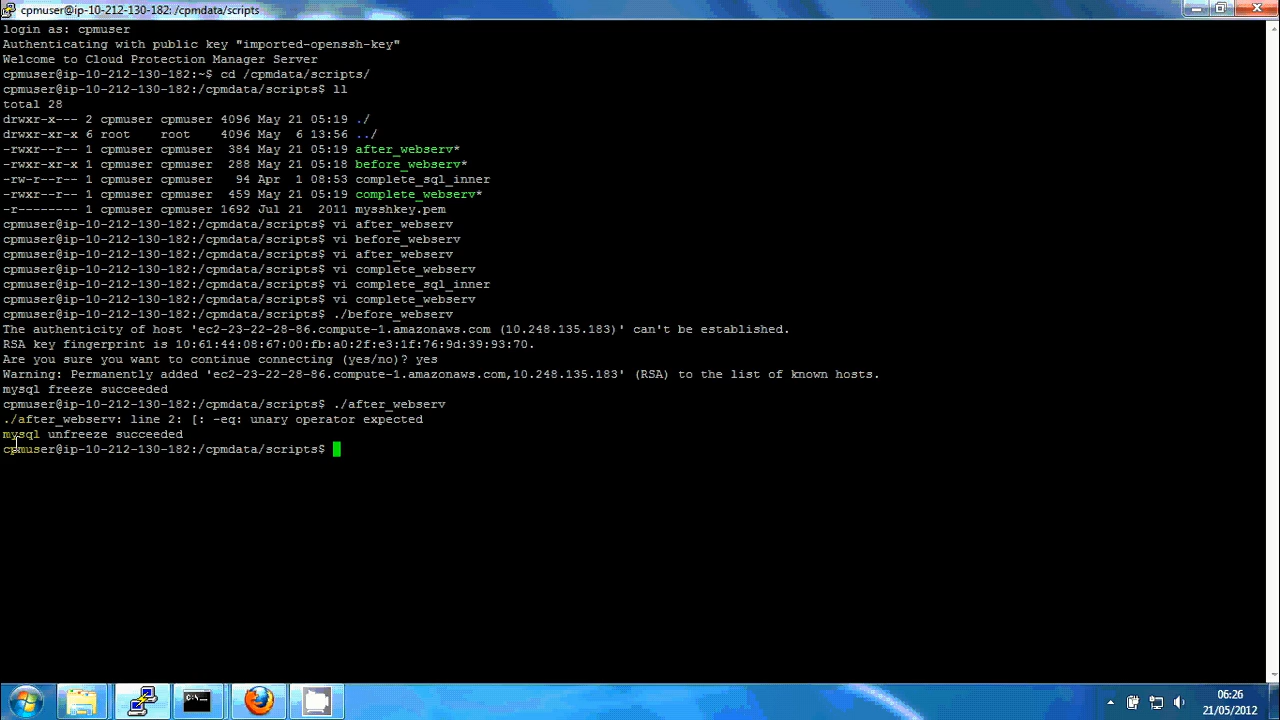 cpmuser@ip-10-212-130-182: /cpmdata/scripts
login as: cpmuser
Authenticating with public key "imported-openssh-key"
Welcome to Cloud Protection Manager Server
cpmuser@ip-10-212-130-182:~$ cd /cpmdata/scripts/
cpmuser@ip-10-212-130-182:/cpmdata/scripts$ ll
total 28
drwxr-x--- 2 cpmuser cpmuser 4096 May 21 05:19 ./
drwxr-xr-x 6 root    root    4096 May  6 13:56 ../
-rwxr--r-- 1 cpmuser cpmuser  384 May 21 05:19 after_webserv*
-rwxr-xr-x 1 cpmuser cpmuser  288 May 21 05:18 before_webserv*
-rw-r--r-- 1 cpmuser cpmuser   94 Apr  1 08:53 complete_sql_inner
-rwxr--r-- 1 cpmuser cpmuser  459 May 21 05:19 complete_webserv*
-r-------- 1 cpmuser cpmuser 1692 Jul 21  2011 mysshkey.pem
cpmuser@ip-10-212-130-182:/cpmdata/scripts$ vi after_webserv
cpmuser@ip-10-212-130-182:/cpmdata/scripts$ vi before_webserv
cpmuser@ip-10-212-130-182:/cpmdata/scripts$ vi after_webserv
cpmuser@ip-10-212-130-182:/cpmdata/scripts$ vi complete_webserv
cpmuser@ip-10-212-130-182:/cpmdata/scripts$ vi complete_sql_inner
cpmuser@ip-10-212-130-182:/cpmdata/scripts$ vi complete_webserv
cpmuser@ip-10-212-130-182:/cpmdata/scripts$ ./before_webserv
The authenticity of host 'ec2-23-22-28-86.compute-1.amazonaws.com (10.248.135.183)' can't be established.
RSA key fingerprint is 10:61:44:08:67:00:fb:a0:2f:e3:1f:76:9d:39:93:70.
Are you sure you want to continue connecting (yes/no)? yes
Warning: Permanently added 'ec2-23-22-28-86.compute-1.amazonaws.com,10.248.135.183' (RSA) to the list of known hosts.
mysql freeze succeeded
cpmuser@ip-10-212-130-182:/cpmdata/scripts$ ./after_webserv
./after_webserv: line 2: [: -eq: unary operator expected
mysql unfreeze succeeded
cpmuser@ip-10-212-130-182:/cpmdata/scripts$
06:26
21/05/2012